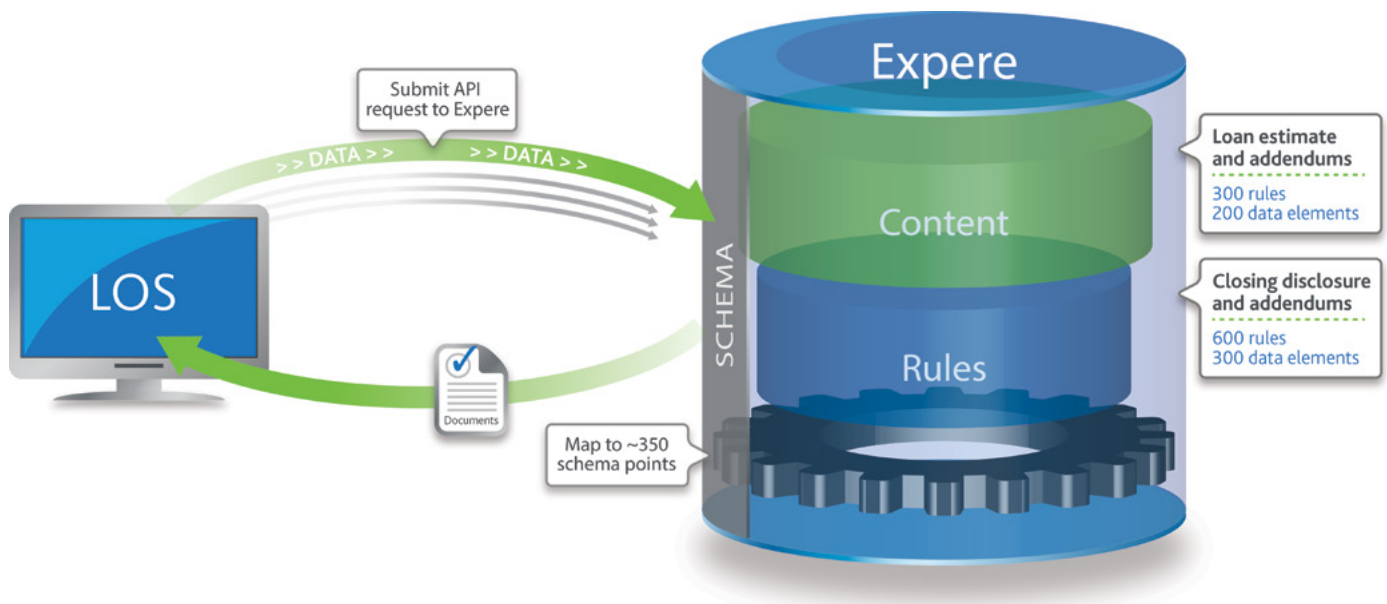 Expere
Submit API
request to Expere
> > DATA > >
> > DATA > >
Loan estimate
and addendums
300 rules
200 data elements
Content
LOS
SCHEMA
Closing disclosure
and addendums
600 rules
300 data elements
Rules
Documents
Map to ~350
schema points